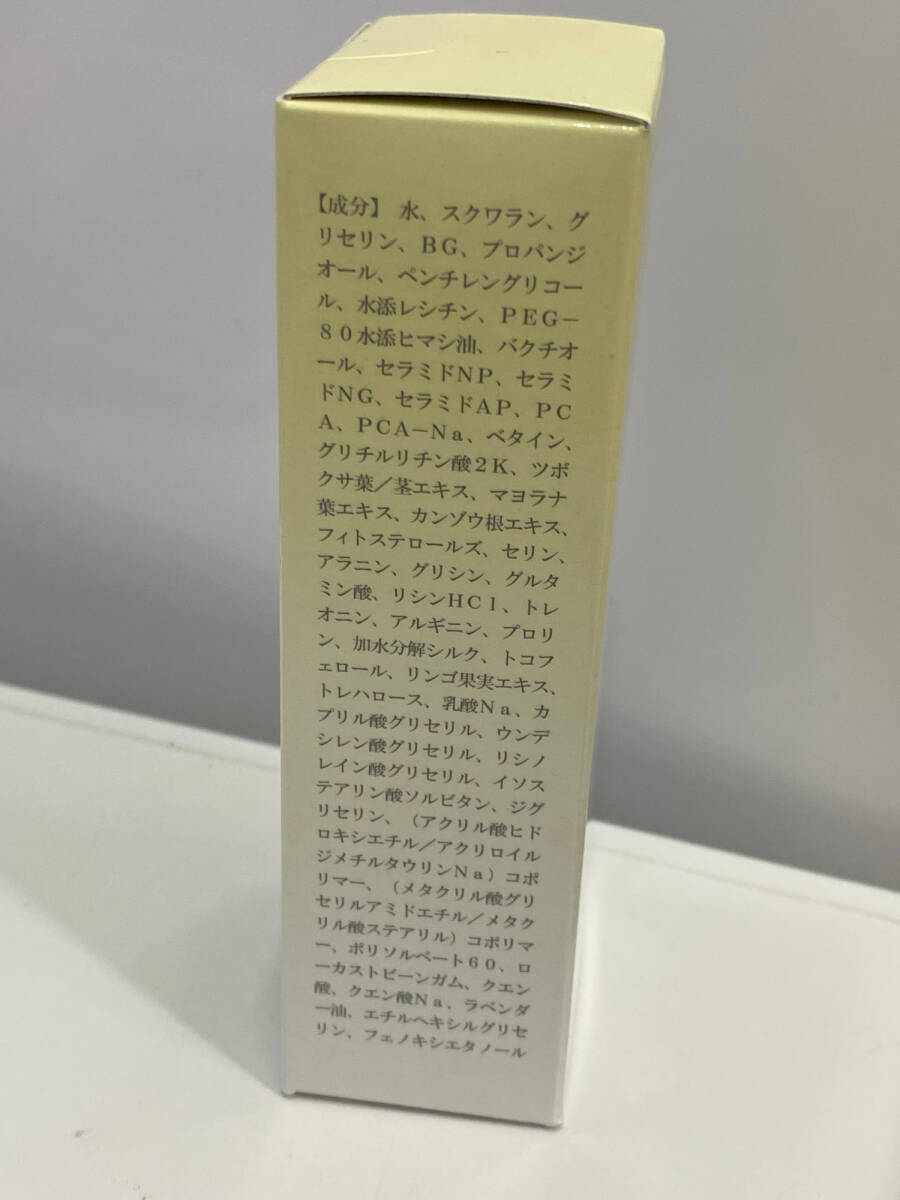 【成分】 水、スクワラン、グ
リセリン、ＢＧ、プロパンジ
オール、ペンチレングリコー
ル、水添レシチン、ＰＥＧ－
８０水添ヒマシ油、バクチオ
ール、セラミドＮＰ、セラミ
ドＮＧ、セラミドＡＰ、ＰＣ
Ａ、ＰＣＡ－Ｎａ、ベタイン、
グリチルリチン酸２Ｋ、ツボ
クサ葉／茎エキス、マヨラナ
葉エキス、カンゾウ根エキス、
フィトステロールズ、セリン、
アラニン、グリシン、グルタ
ミン酸、リシンＨＣｌ、トレ
オニン、アルギニン、プロリ
ン、加水分解シルク、トコフ
ェロール、リンゴ果実エキス、
トレハロース、乳酸Ｎａ、カ
プリル酸グリセリル、ウンデ
シレン酸グリセリル、リシノ
レイン酸グリセリル、イソス
テアリン酸ソルビタン、ジグ
リセリン、（アクリル酸ヒド
ロキシエチル／アクリロイル
ジメチルタウリンＮａ）コポ
リマー、（メタクリル酸グリ
セリルアミドエチル／メタク
リル酸ステアリル）コポリマ
ー、ポリソルベート６０、ロ
ーカストビーンガム、クエン
酸、クエン酸Ｎａ、ラベンダ
ー油、エチルヘキシルグリセ
リン、フェノキシエタノール